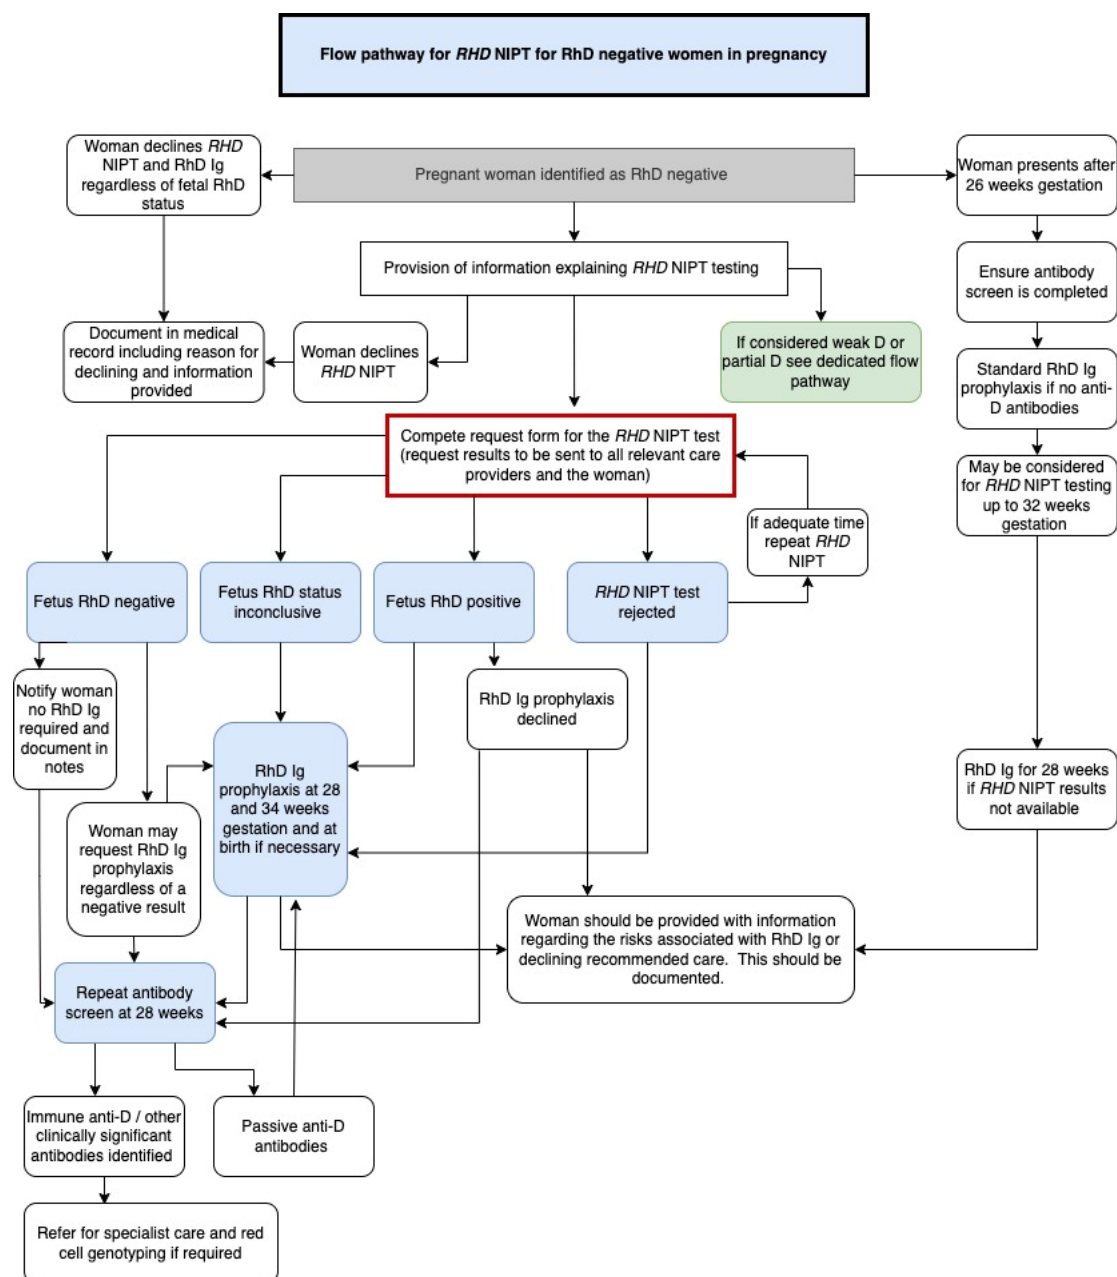 Flow pathway for RHD NIPT for RhD negative women in pregnancy
Woman declines RHD
NIPT and RhD Ig
regardless of fetal RhD
status
Pregnant woman identified as RhD negative
Woman presents after
26 weeks gestation
Provision of information explaining RHD NIPT testing
Ensure antibody
screen is completed
Document in medical
record including reason for
declining and information
provided
Woman declines
RHD NIPT
If considered weak D or
partial D see dedicated flow
pathway
Standard RhD Ig
prophylaxis if no anti-
D antibodies
Compete request form for the RHD NIPT test
(request results to be sent to all relevant care
providers and the woman)
May be considered
for RHD NIPT testing
up to 32 weeks
gestation
If adequate time
repeat RHD
NIPT
Fetus RhD negative
Fetus RhD status
inconclusive
Fetus RhD positive
RHD NIPT test
rejected
Notify woman
no RhD Ig
required and
document in
notes
RhD Ig prophylaxis
declined
RhD Ig
prophylaxis at 28
and 34 weeks
gestation and at
birth if necessary
RhD Ig for 28 weeks
if RHD NIPT results
not available
Woman may
request RhD Ig
prophylaxis
regardless of a
negative result
Woman should be provided with information
regarding the risks associated with RhD Ig or
declining recommended care. This should be
documented.
Repeat antibody
screen at 28 weeks
Immune anti-D / other
clinically significant
antibodies identified
Passive anti-D
antibodies
Refer for specialist care and red
cell genotyping if required